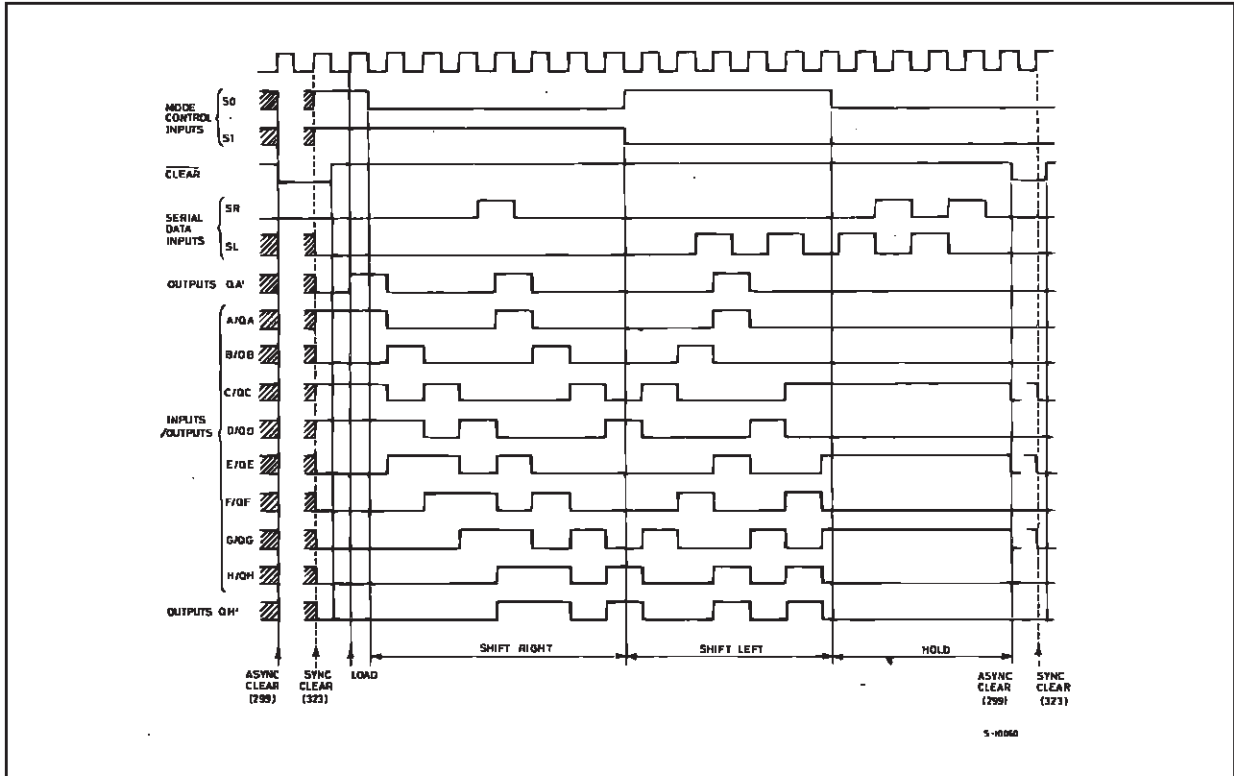 MODE
CONTROL
INPUTS
S0
S1
CLEAR
SERIAL
DATA
INPUTS
SR
SL
OUTPUTS QA'
INPUTS
/OUTPUTS
A/QA
B/QB
C/QC
D/QD
E/QE
F/QF
G/QG
H/QH
OUTPUTS QH'
SHIFT RIGHT
SHIFT LEFT
HOLD
ASYNC
CLEAR
(299)
SYNC
CLEAR
(323)
LOAD
ASYNC
CLEAR
(299)
SYNC
CLEAR
(323)
S-10060